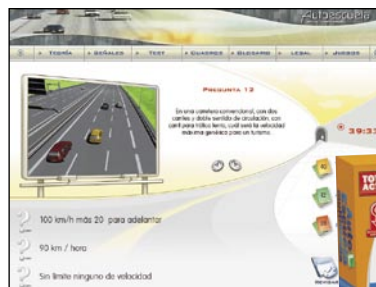 Autoescuela
TEORÍA SEÑALES TEST CUADROS GLOSARIO LEGAL JUEGOS
PREGUNTA 12
En una carretera convencional, con dos
carriles y doble sentido de circulación, con
carril para tráfico lento, cuál será la velocidad
máxima genérica para un turismo.
39:33
100 km/h más 20 para adelantar
90 km / hora
Sin límite ninguno de velocidad
REVISAR